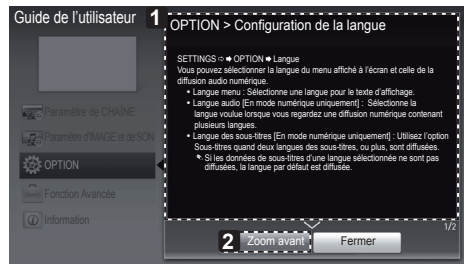 Guide de l'utilisateur
1
OPTION > Configuration de la langue
SETTINGS ⇨ ➡ OPTION ➡ Langue
Vous pouvez sélectionner la langue du menu affiché à l'écran et celle de la
diffusion audio numérique.
• Langue menu : Sélectionne une langue pour le texte d'affichage.
• Langue audio [En mode numérique uniquement] : Sélectionne la
langue voulue lorsque vous regardez une diffusion numérique contenant
plusieurs langues.
• Langue des sous-titres [En mode numérique uniquement] : Utilisez l'option
Sous-titres quand deux langues des sous-titres, ou plus, sont diffusées.
Si les données de sous-titres d'une langue sélectionnée ne sont pas
diffusées, la langue par défaut est diffusée.
Paramètre de CHAÎNE
Paramètre d'IMAGE et de SON
OPTION
Fonction Avancée
Information
1/2
2
Zoom avant
Fermer